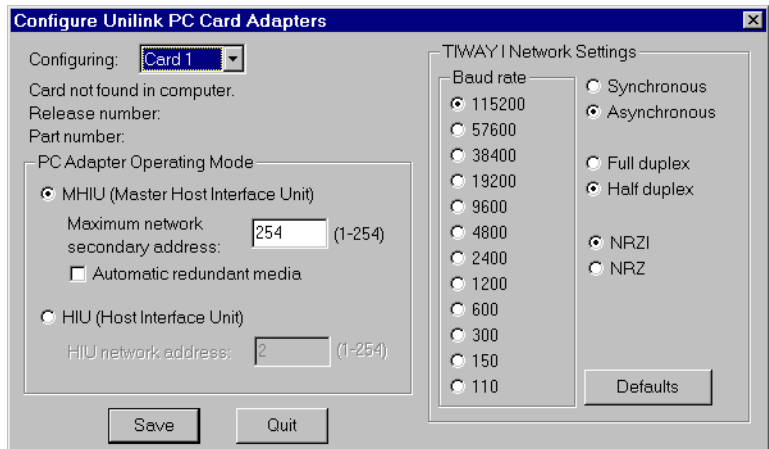 Configure Unilink PC Card Adapters
Configuring: Card 1
Card not found in computer.
Release number:
Part number:
PC Adapter Operating Mode
MHIU (Master Host Interface Unit)
Maximum network
secondary address: 254 (1-254)
Automatic redundant media
HIU (Host Interface Unit)
HIU network address: 2 (1-254)
Save Quit
TIWAY I Network Settings
Baud rate
115200
57600
38400
19200
9600
4800
2400
1200
600
300
150
110
Synchronous
Asynchronous
Full duplex
Half duplex
NRZI
NRZ
Defaults